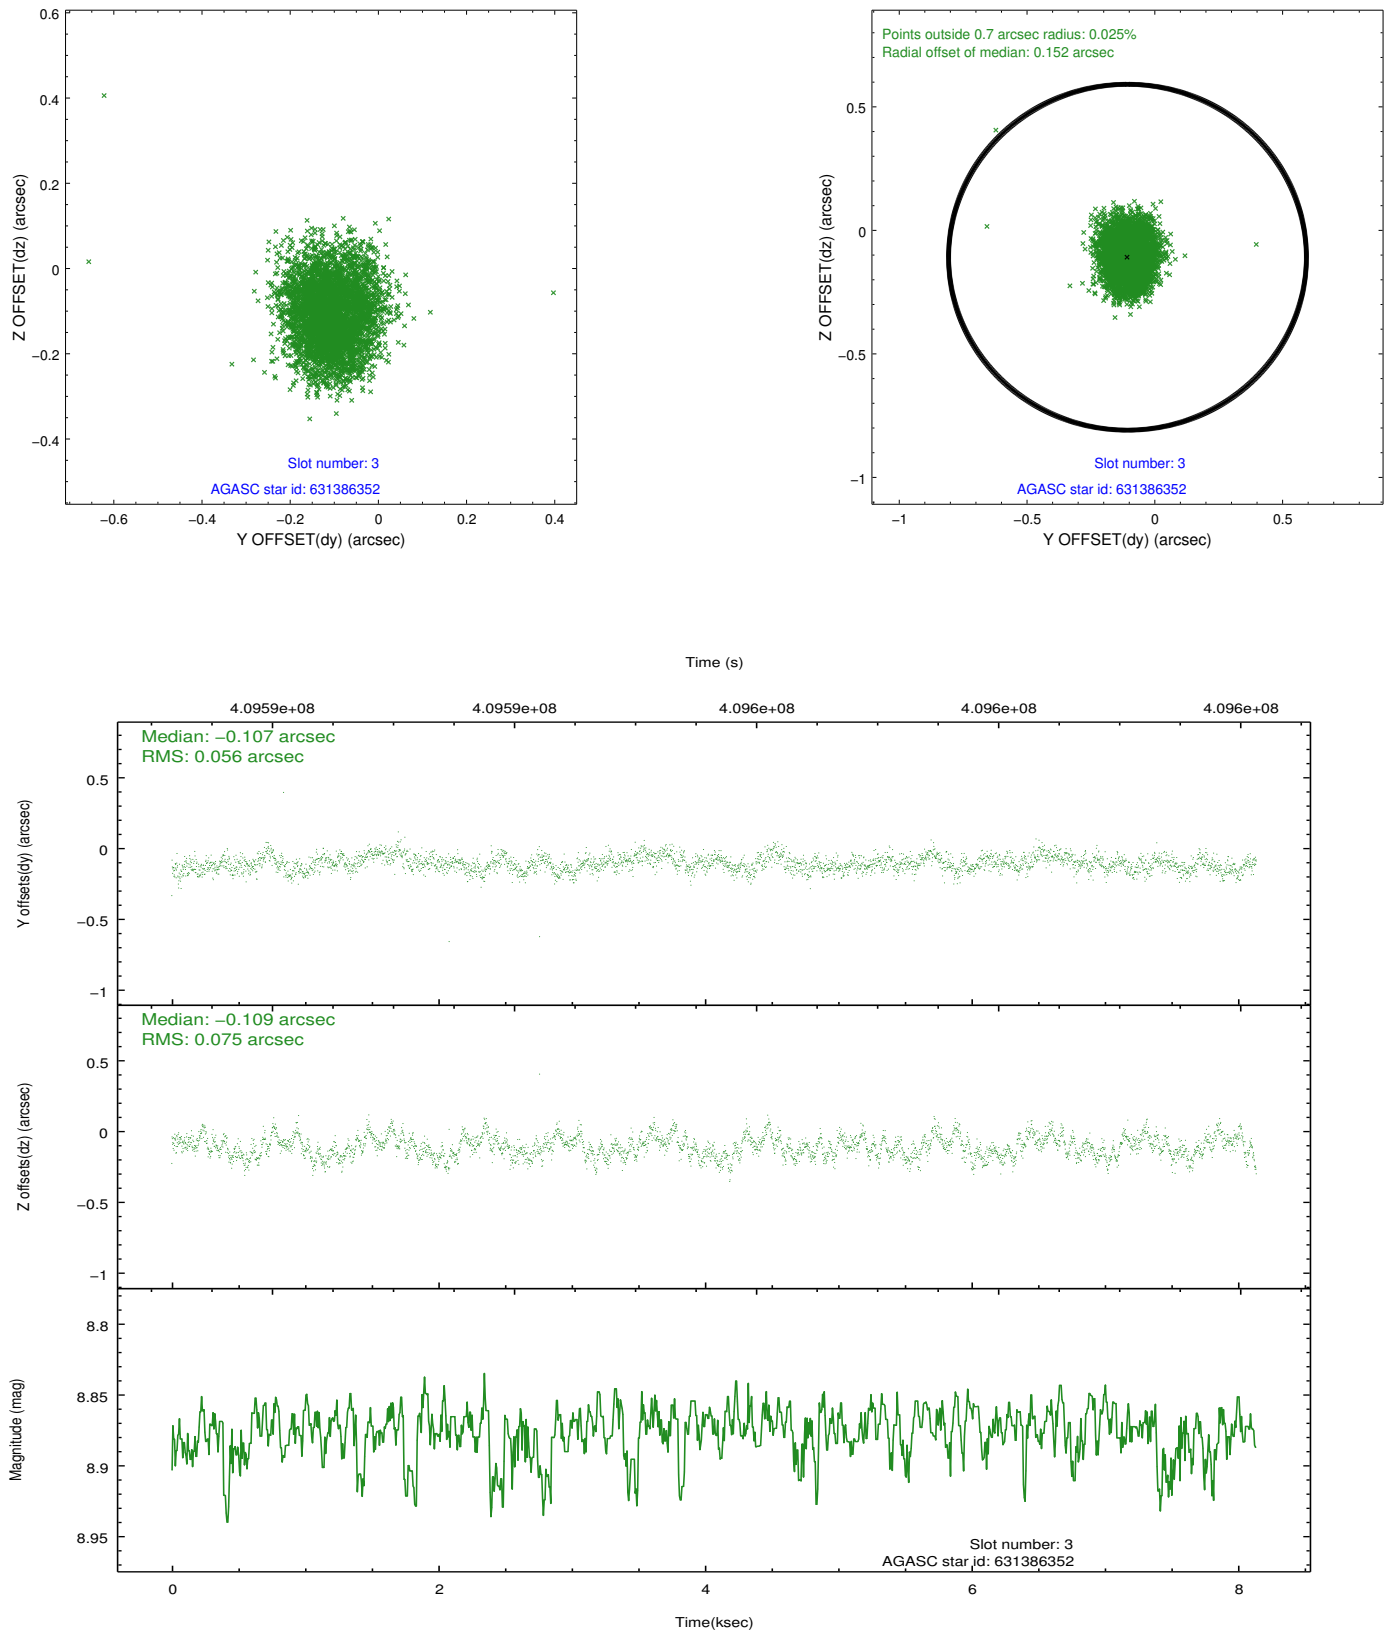 0.6
0.4
0.2
0
−0.2
−0.4
Z OFFSET(dz) (arcsec)
Slot number: 3
AGASC star id: 631386352
−0.6 −0.4 −0.2 0 0.2 0.4
Y OFFSET(dy) (arcsec)
Points outside 0.7 arcsec radius: 0.025%
Radial offset of median: 0.152 arcsec
0.5
0
−0.5
−1
Z OFFSET(dz) (arcsec)
Slot number: 3
AGASC star id: 631386352
−1 −0.5 0 0.5
Y OFFSET(dy) (arcsec)
Time (s)
4.0959e+08 4.0959e+08 4.096e+08 4.096e+08 4.096e+08
Median: −0.107 arcsec
RMS: 0.056 arcsec
0.5
0
−0.5
−1
Y offsets(dy) (arcsec)
Median: −0.109 arcsec
RMS: 0.075 arcsec
0.5
0
−0.5
−1
Z offsets(dz) (arcsec)
8.8
8.85
8.9
8.95
Magnitude (mag)
Slot number: 3
AGASC star id: 631386352
0 2 4 6 8
Time(ksec)